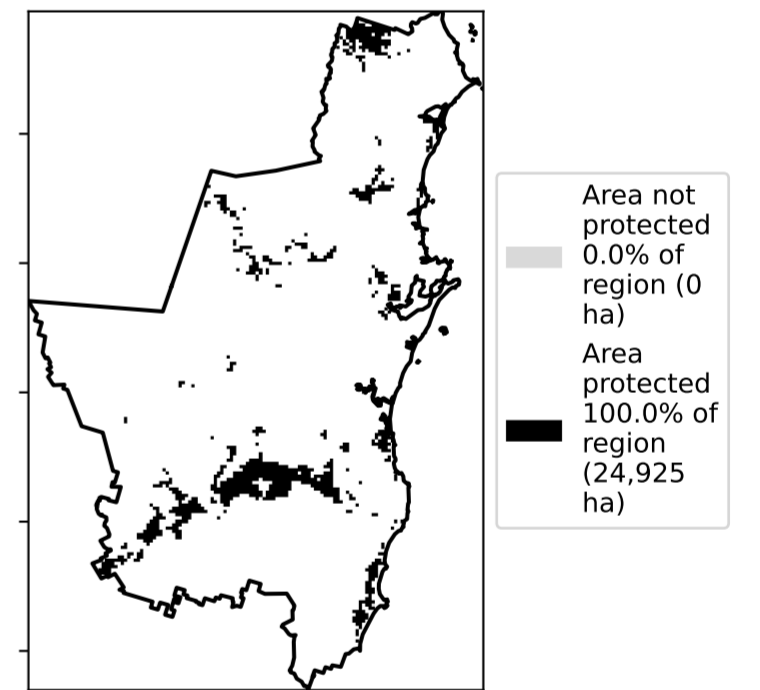 Area not
protected
0.0% of
region (0
ha)
Area
protected
100.0% of
region
(24,925
ha)